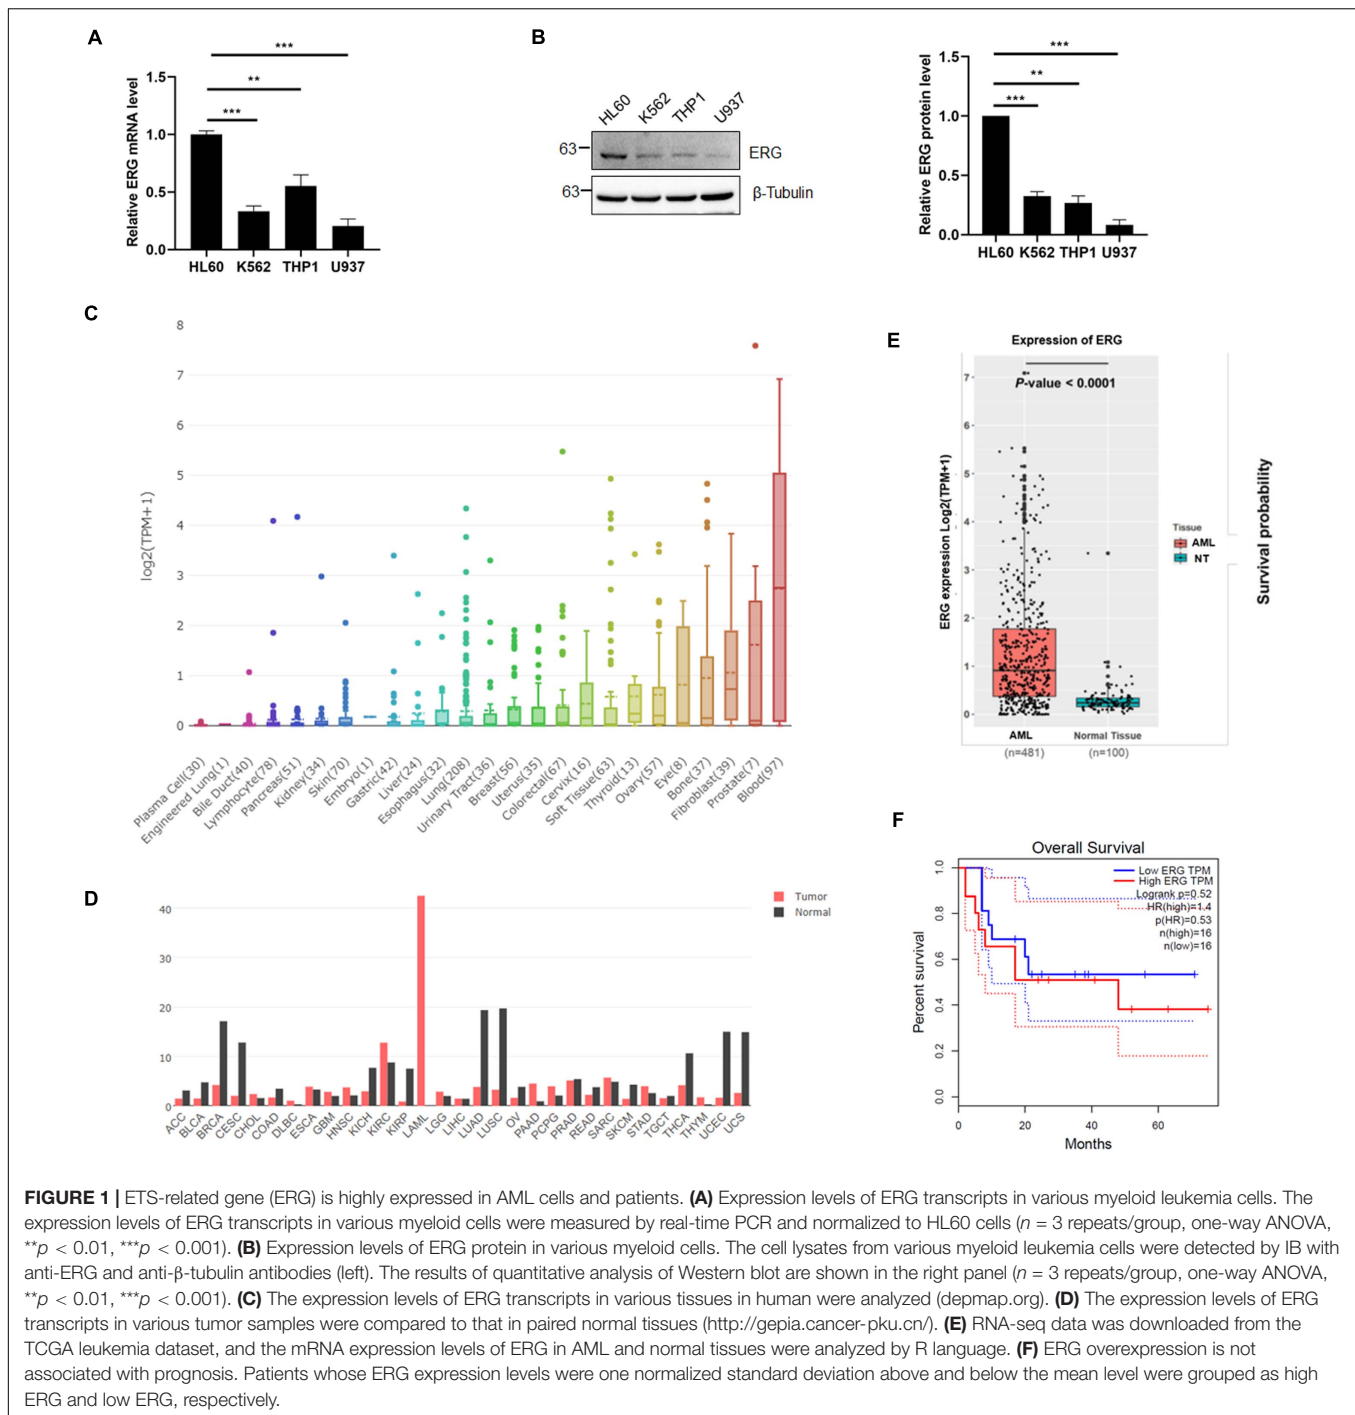 A
***
**
***
Relative ERG mRNA level
1.5
1.0
0.5
0.0
HL60 K562 THP1 U937
B
HL60 K562 THP1 U937
63
ERG
63
β-Tubulin
***
**
***
Relative ERG protein level
1.5
1.0
0.5
0.0
HL60 K562 THP1 U937
C
log2(TPM+1)
8
7
6
5
4
3
2
1
0
Plasma Cell(30)
Engineered Lung(1)
Bile Duct(40)
Lymphocyte(78)
Pancreas(51)
Kidney(34)
Skin(70)
Embryo(1)
Gastric(42)
Liver(24)
Esophagus(32)
Lung(208)
Urinary Tract(36)
Breast(56)
Uterus(35)
Colorectal(67)
Cervix(16)
Soft Tissue(63)
Thyroid(13)
Ovary(57)
Eye(8)
Bone(37)
Fibroblast(39)
Prostate(7)
Blood(97)
E
Expression of ERG
P-value < 0.0001
ERG expression Log2(TPM+1)
7
6
5
4
3
2
1
0
AML
(n=481)
Normal Tissue
(n=100)
Tissue
AML
NT
Survival probability
D
Tumor
Normal
40
30
20
10
0
ACC
BLCA
BRCA
CESC
CHOL
COAD
DLBC
ESCA
GBM
HNSC
KICH
KIRC
KIRP
LAML
LGG
LIHC
LUAD
LUSC
OV
PAAD
PCPG
PRAD
READ
SARC
SKCM
STAD
TGCT
THCA
THYM
UCEC
UCS
F
Overall Survival
Low ERG TPM
High ERG TPM
Logrank p=0.52
HR(high)=1.4
p(HR)=0.53
n(high)=16
n(low)=16
Percent survival
1.0
0.8
0.6
0.4
0.2
0.0
0 20 40 60
Months
FIGURE 1 | ETS-related gene (ERG) is highly expressed in AML cells and patients. (A) Expression levels of ERG transcripts in various myeloid leukemia cells. The
expression levels of ERG transcripts in various myeloid cells were measured by real-time PCR and normalized to HL60 cells (n = 3 repeats/group, one-way ANOVA,
**p < 0.01, ***p < 0.001). (B) Expression levels of ERG protein in various myeloid cells. The cell lysates from various myeloid leukemia cells were detected by IB with
anti-ERG and anti-β-tubulin antibodies (left). The results of quantitative analysis of Western blot are shown in the right panel (n = 3 repeats/group, one-way ANOVA,
**p < 0.01, ***p < 0.001). (C) The expression levels of ERG transcripts in various tissues in human were analyzed (depmap.org). (D) The expression levels of ERG
transcripts in various tumor samples were compared to that in paired normal tissues (http://gepia.cancer-pku.cn/). (E) RNA-seq data was downloaded from the
TCGA leukemia dataset, and the mRNA expression levels of ERG in AML and normal tissues were analyzed by R language. (F) ERG overexpression is not
associated with prognosis. Patients whose ERG expression levels were one normalized standard deviation above and below the mean level were grouped as high
ERG and low ERG, respectively.